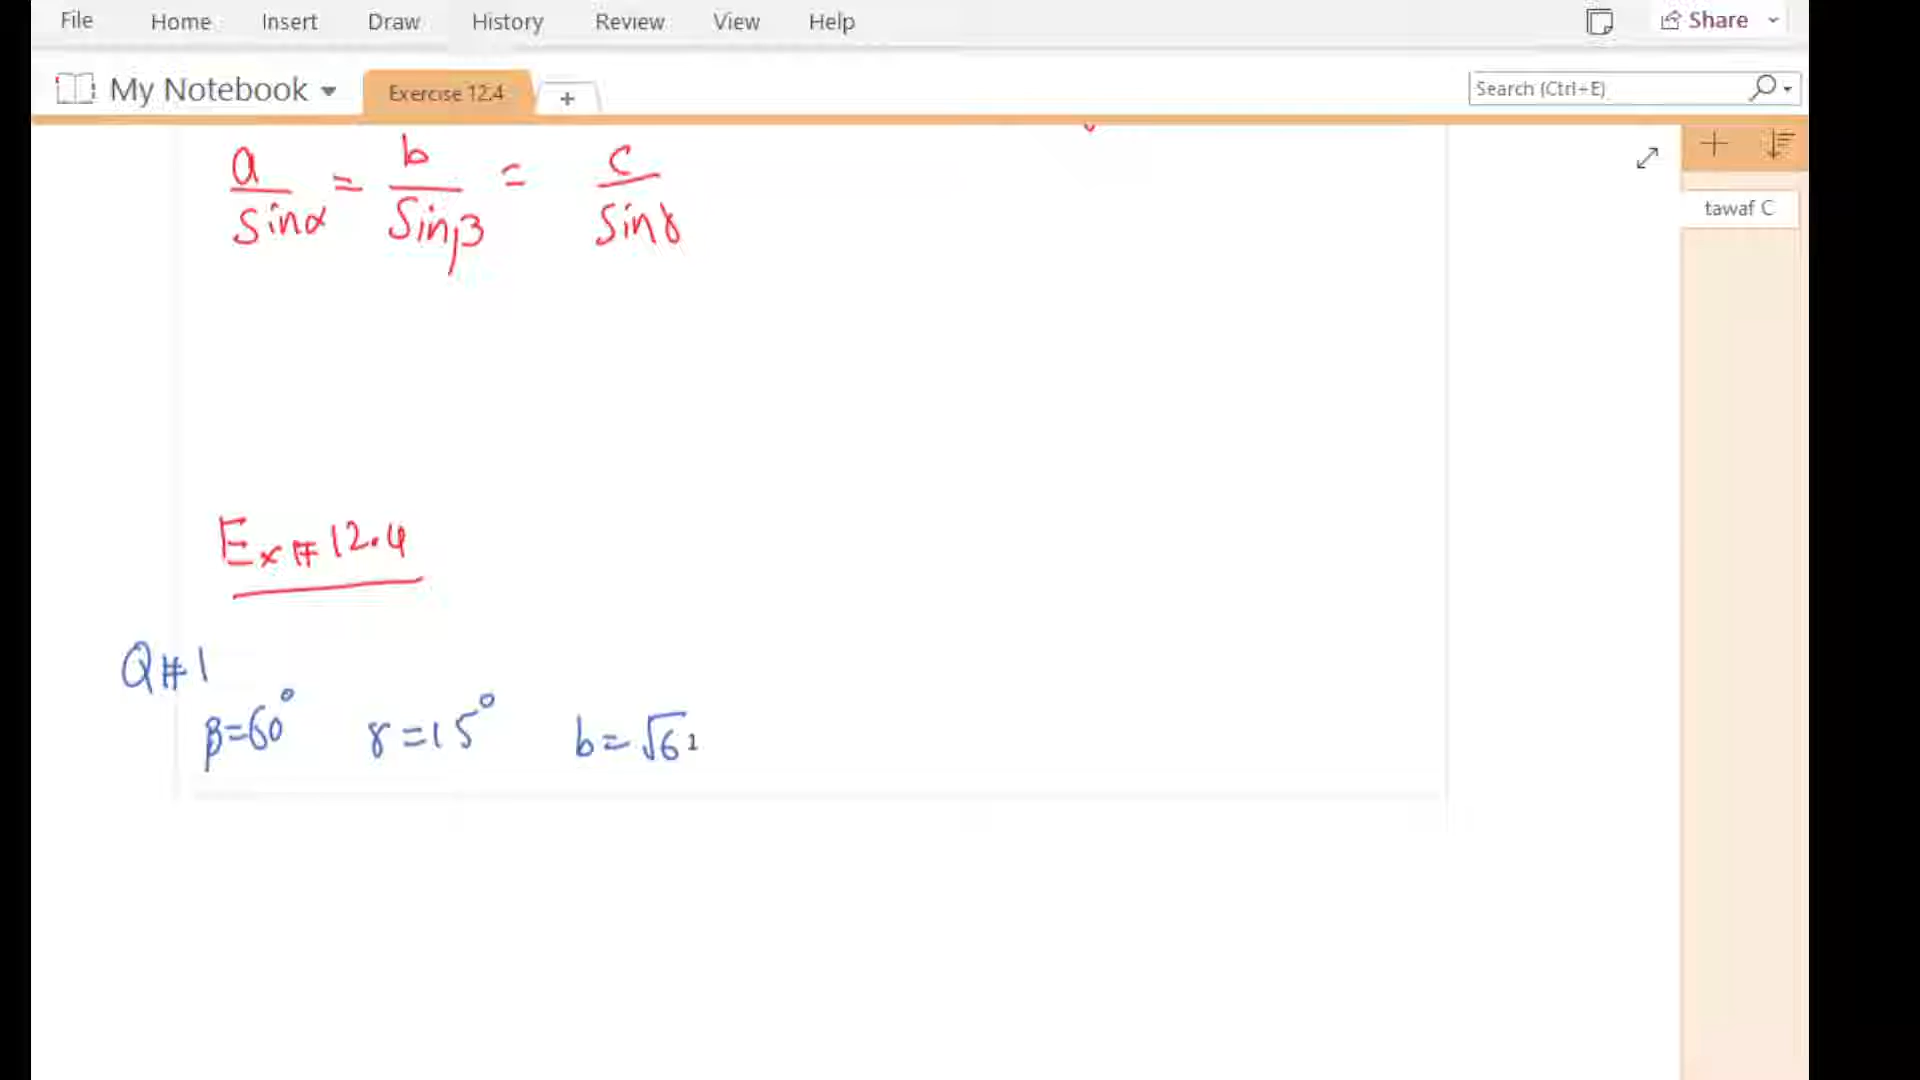 File Home Insert Draw History Review View Help Share
My Notebook Exercise 12.4 + Search (Ctrl+E)
tawaf C
a/sinα = b/Sinβ = c/Sinγ
Ex# 12.4
Q#1
β=60° γ=15° b=√6